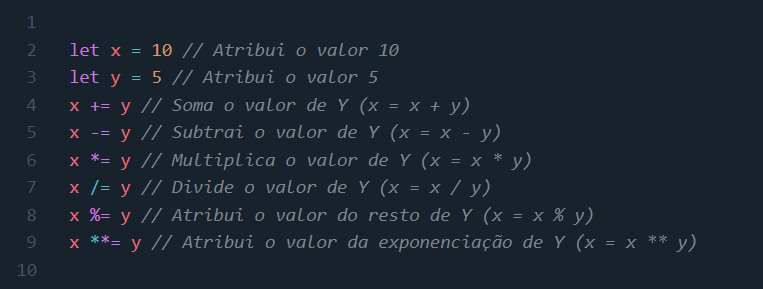 1
2 let x = 10 // Atribui o valor 10
3 let y = 5 // Atribui o valor 5
4 x += y // Soma o valor de Y (x = x + y)
5 x -= y // Subtrai o valor de Y (x = x - y)
6 x *= y // Multiplica o valor de Y (x = x * y)
7 x /= y // Divide o valor de Y (x = x / y)
8 x %= y // Atribui o valor do resto de Y (x = x % y)
9 x **= y // Atribui o valor da exponenciação de Y (x = x ** y)
10